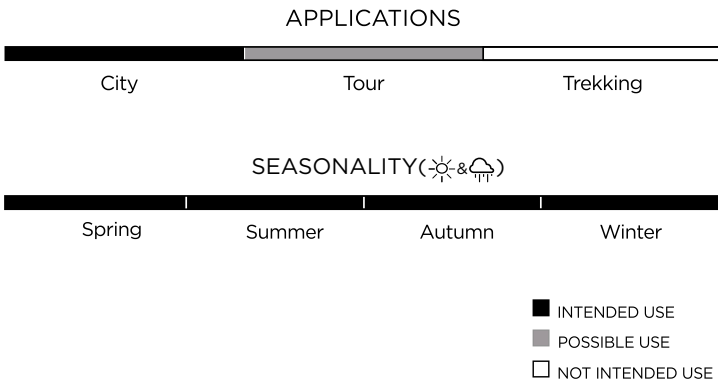 APPLICATIONS
City Tour Trekking
SEASONALITY(&)
Spring Summer Autumn Winter
INTENDED USE
POSSIBLE USE
NOT INTENDED USE